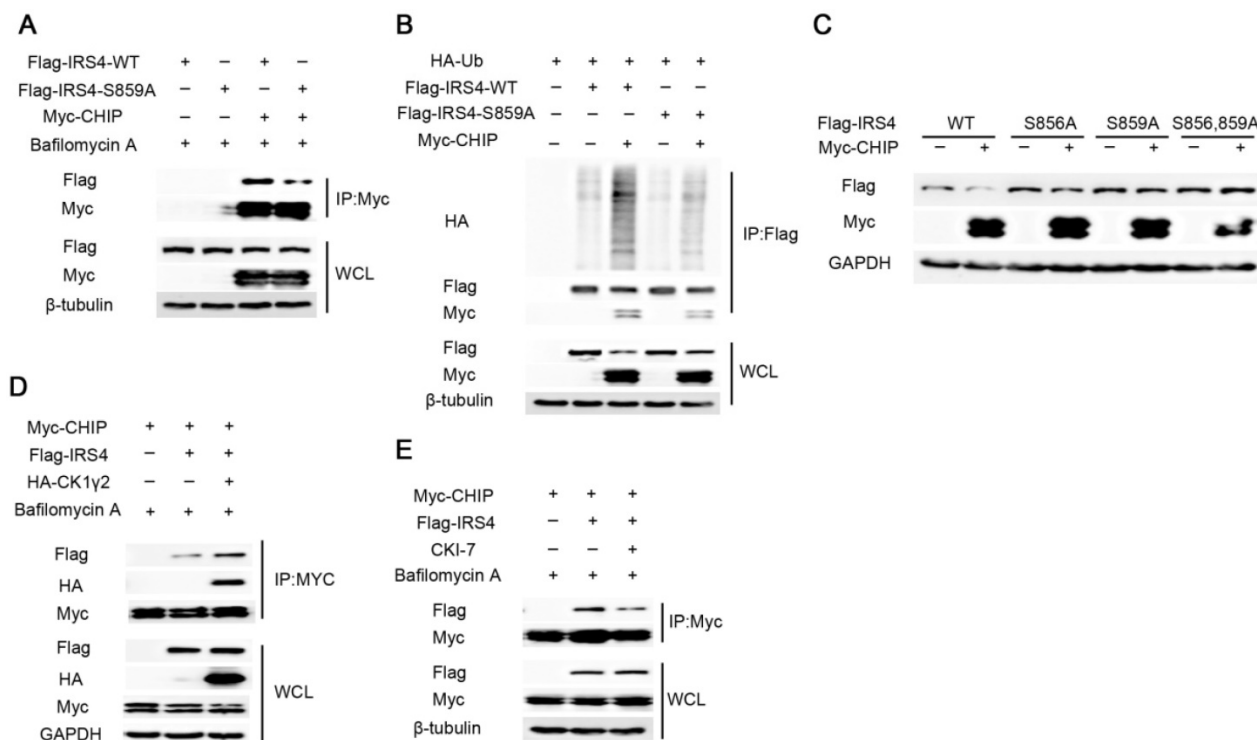 A
Flag-IRS4-WT + − + −
Flag-IRS4-S859A − + − +
Myc-CHIP − − + +
Bafilomycin A + + + +
Flag
Myc
IP:Myc
Flag
Myc
β-tubulin
WCL
B
HA-Ub + + + + +
Flag-IRS4-WT − + + − −
Flag-IRS4-S859A − − − + +
Myc-CHIP − − + − +
HA
Flag
Myc
IP:Flag
Flag
Myc
β-tubulin
WCL
C
Flag-IRS4 WT S856A S859A S856,859A
Myc-CHIP − + − + − + − +
Flag
Myc
GAPDH
D
Myc-CHIP + + +
Flag-IRS4 − + +
HA-CK1γ2 − − +
Bafilomycin A + + +
Flag
HA
Myc
IP:MYC
Flag
HA
Myc
GAPDH
WCL
E
Myc-CHIP + + +
Flag-IRS4 − + +
CKI-7 − − +
Bafilomycin A + + +
Flag
Myc
IP:Myc
Flag
Myc
β-tubulin
WCL